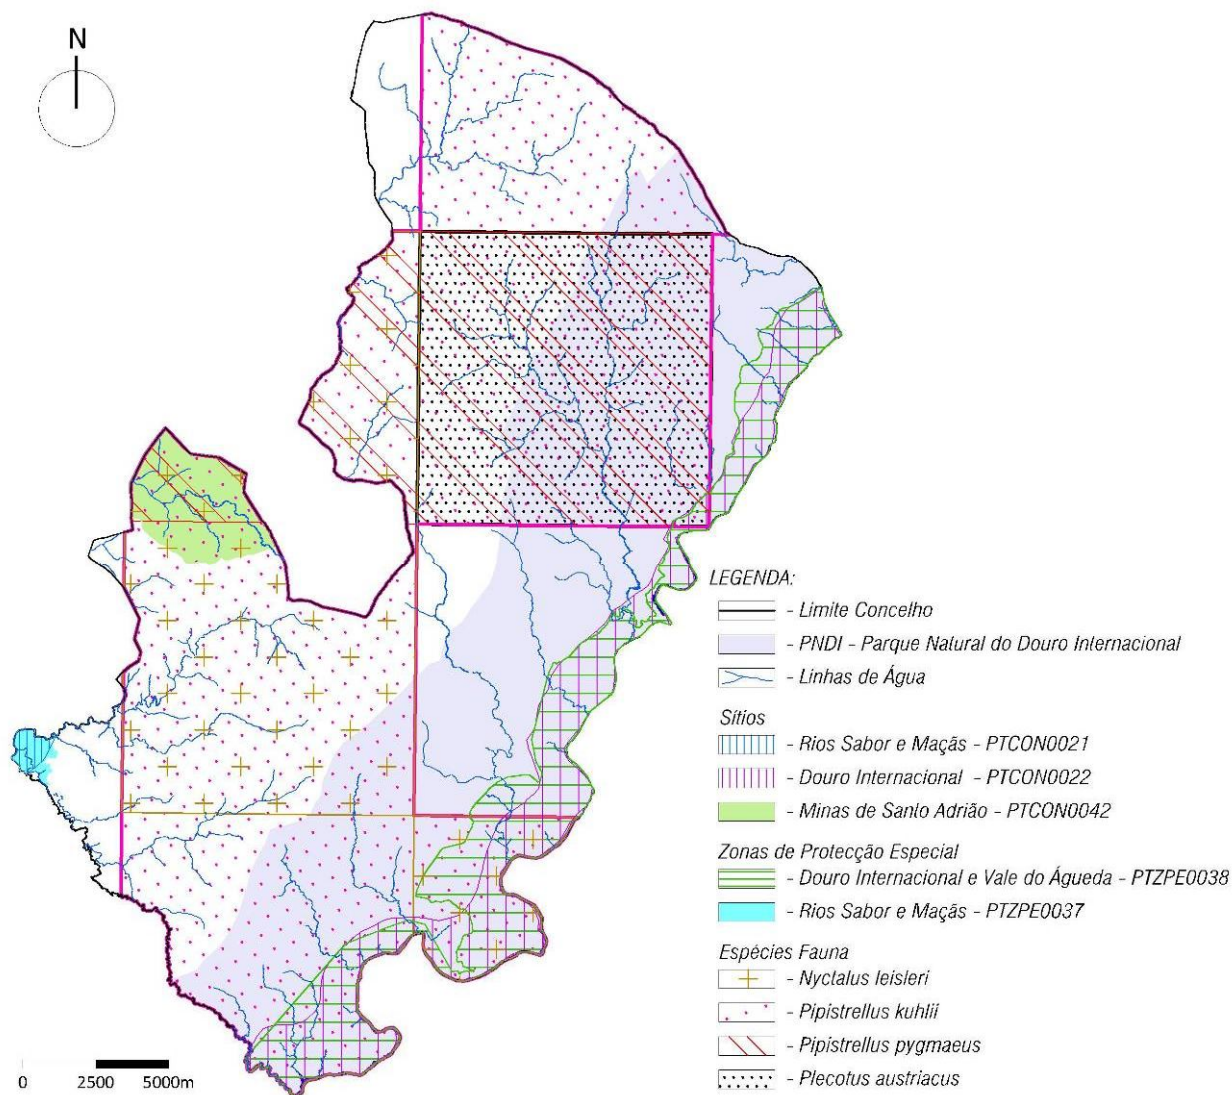 N
LEGENDA:
- Limite Concelho
- PNDI - Parque Natural do Douro Internacional
- Linhas de Água
Sítios
- Rios Sabor e Maçãs - PTCON0021
- Douro Internacional - PTCON0022
- Minas de Santo Adrião - PTCON0042
Zonas de Protecção Especial
- Douro Internacional e Vale do Águeda - PTZPE0038
- Rios Sabor e Maçãs - PTZPE0037
Espécies Fauna
- Nyctalus leisleri
- Pipistrellus kuhlii
- Pipistrellus pygmaeus
- Plecotus austriacus
0 2500 5000m